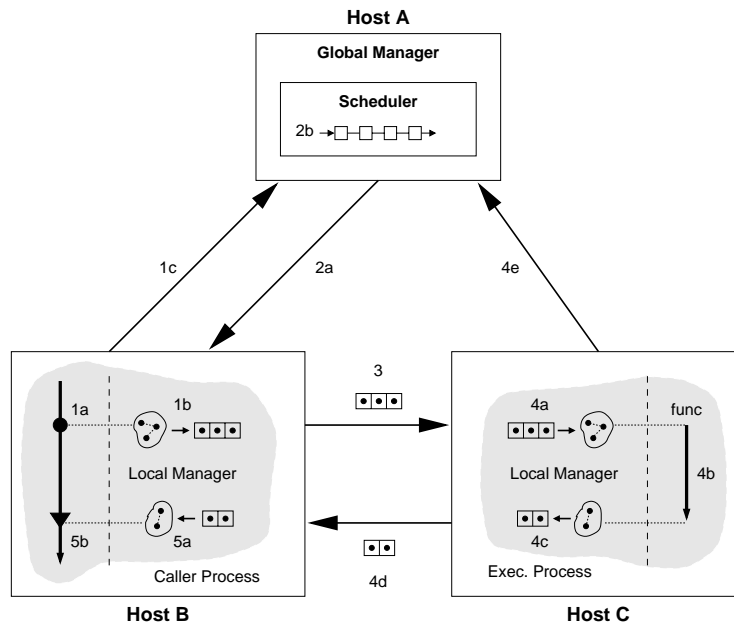 Host A
Global Manager
Scheduler
2b
1c
2a
4e
1a
1b
Local Manager
5b
5a
Caller Process
Host B
3
4d
4a
func
Local Manager
4b
4c
Exec. Process
Host C